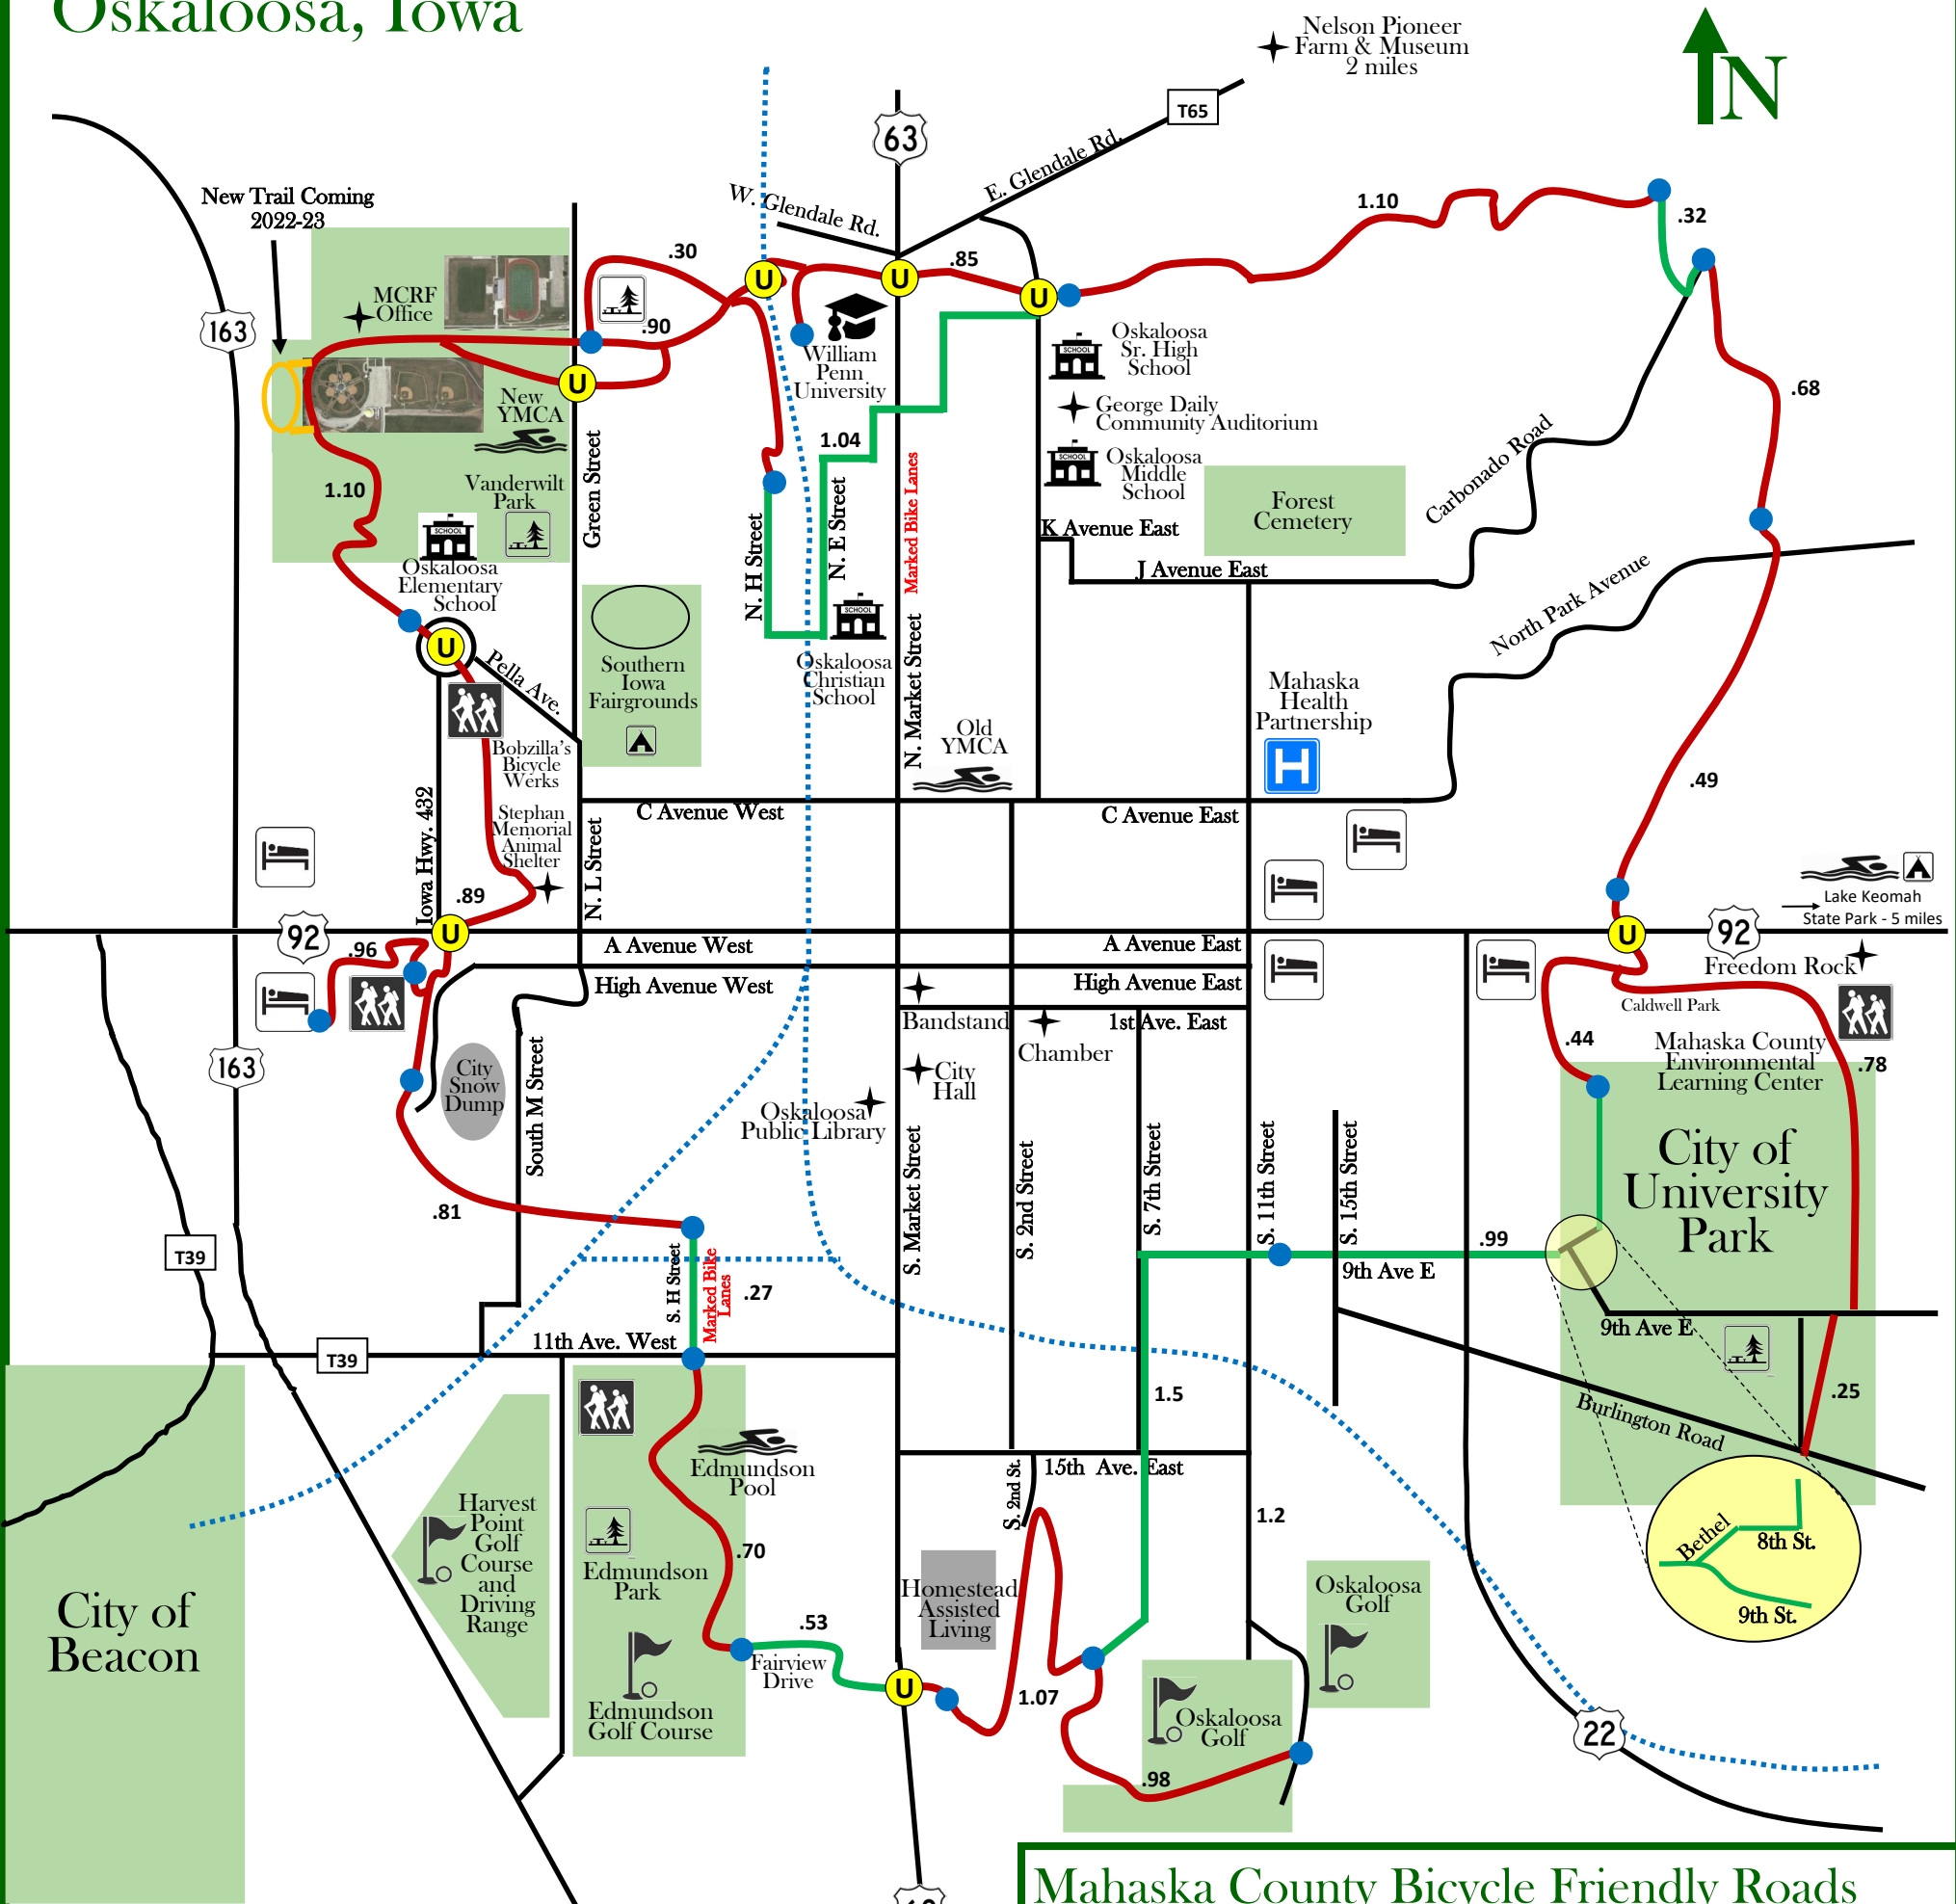 Oskaloosa, Iowa
Nelson Pioneer
Farm & Museum
2 miles
N
T65
63
E. Glendale Rd.
W. Glendale Rd.
New Trail Coming
2022-23
1.10
.32
.30
.85
163
MCRF
Office
.90
U
U
U
U
William
Penn
University
SCHOOL
Oskaloosa
Sr. High
School
George Daily
Community Auditorium
.68
New
YMCA
1.04
Marked Bike Lanes
SCHOOL
Oskaloosa
Middle
School
Carbonado Road
Forest
Cemetery
Green Street
1.10
Vanderwilt
Park
N. H Street
N. E Street
K Avenue East
J Avenue East
SCHOOL
Oskaloosa
Elementary
School
North Park Avenue
SCHOOL
Oskaloosa
Christian
School
U
Pella Ave.
Southern
Iowa
Fairgrounds
N. Market Street
Mahaska
Health
Partnership
H
Old
YMCA
Bobzilla's
Bicycle
Werks
.49
Iowa Hwy. 432
Stephan
Memorial
Animal
Shelter
N. L Street
C Avenue West
C Avenue East
.89
Lake Keomah
State Park - 5 miles
92
U
A Avenue West
A Avenue East
U
92
.96
Freedom Rock
High Avenue West
High Avenue East
Caldwell Park
Bandstand
1st Ave. East
Chamber
.44
Mahaska County
Environmental
Learning Center
.78
163
City
Snow
Dump
South M Street
City
Hall
Oskaloosa
Public Library
City of
University
Park
S. Market Street
S. 2nd Street
S. 7th Street
S. 11th Street
S. 15th Street
.81
T39
S. H Street
Marked Bike
Lanes
.27
.99
9th Ave E
9th Ave E
11th Ave. West
T39
1.5
.25
Burlington Road
Edmundson
Pool
15th Ave. East
S. 2nd St.
1.2
Harvest
Point
Golf
Course
and
Driving
Range
.70
Edmundson
Park
Bethel
8th St.
9th St.
Homestead
Assisted
Living
Oskaloosa
Golf
City of
Beacon
.53
Fairview
Drive
U
1.07
Edmundson
Golf Course
Oskaloosa
Golf
22
.98
Mahaska County Bicycle Friendly Roads